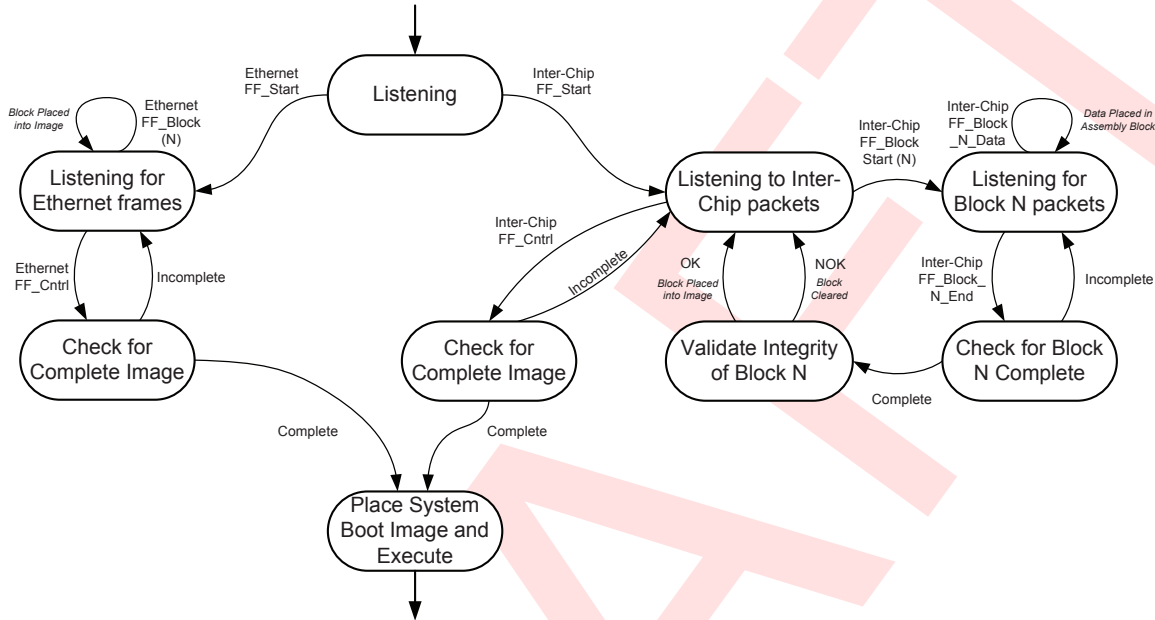 Listening
Ethernet
FF_Start
Inter-Chip
FF_Start
Block Placed
into Image
Ethernet
FF_Block
(N)
Listening for
Ethernet frames
Ethernet
FF_Cntrl
Incomplete
Check for
Complete Image
Complete
Listening to Inter-
Chip packets
Inter-Chip
FF_Cntrl
Incomplete
Check for
Complete Image
Complete
Inter-Chip
FF_Block
Start (N)
Inter-Chip
FF_Block
_N_Data
Data Placed in
Assembly Block
Listening for
Block N packets
Inter-Chip
FF_Block_
N_End
Incomplete
Check for Block
N Complete
Complete
OK
Block Placed
into Image
NOK
Block
Cleared
Validate Integrity
of Block N
Place System
Boot Image and
Execute